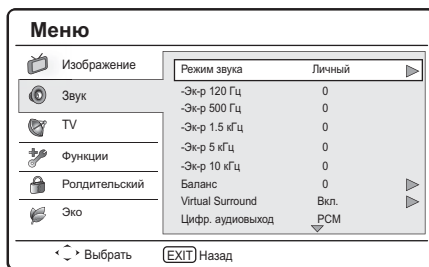 Меню
Изображение
Звук
TV
Функции
Ролдительский
Эко
Режим звука Личный
-Эк-р 120 Гц 0
-Эк-р 500 Гц 0
-Эк-р 1.5 кГц 0
-Эк-р 5 кГц 0
-Эк-р 10 кГц 0
Баланс 0
Virtual Surround Вкл.
Цифр. аудиовыход PCM
Выбрать EXIT Назад